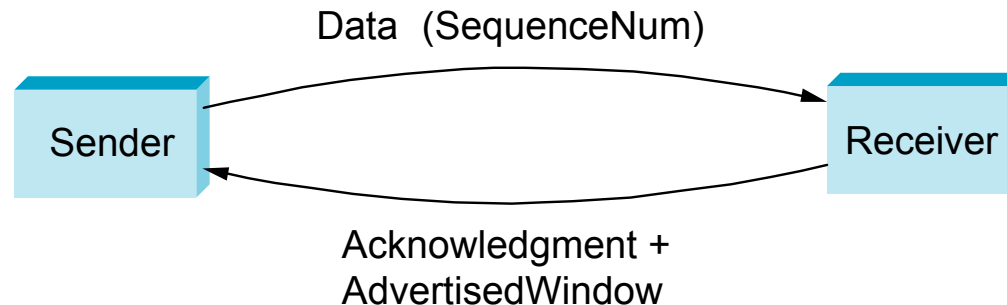 Data (SequenceNum)
Sender
Receiver
Acknowledgment +
AdvertisedWindow